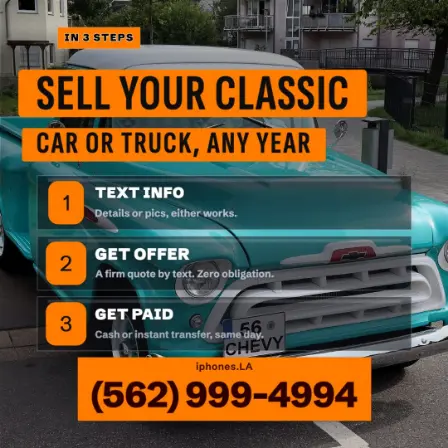 IN 3 STEPS
SELL YOUR CLASSIC
CAR OR TRUCK, ANY YEAR
1
TEXT INFO
Details or pics, either works.
2
GET OFFER
A firm quote by text. Zero obligation.
3
GET PAID
Cash or instant transfer, same day.
56
CHEVY
iphones.LA
(562) 999-4994